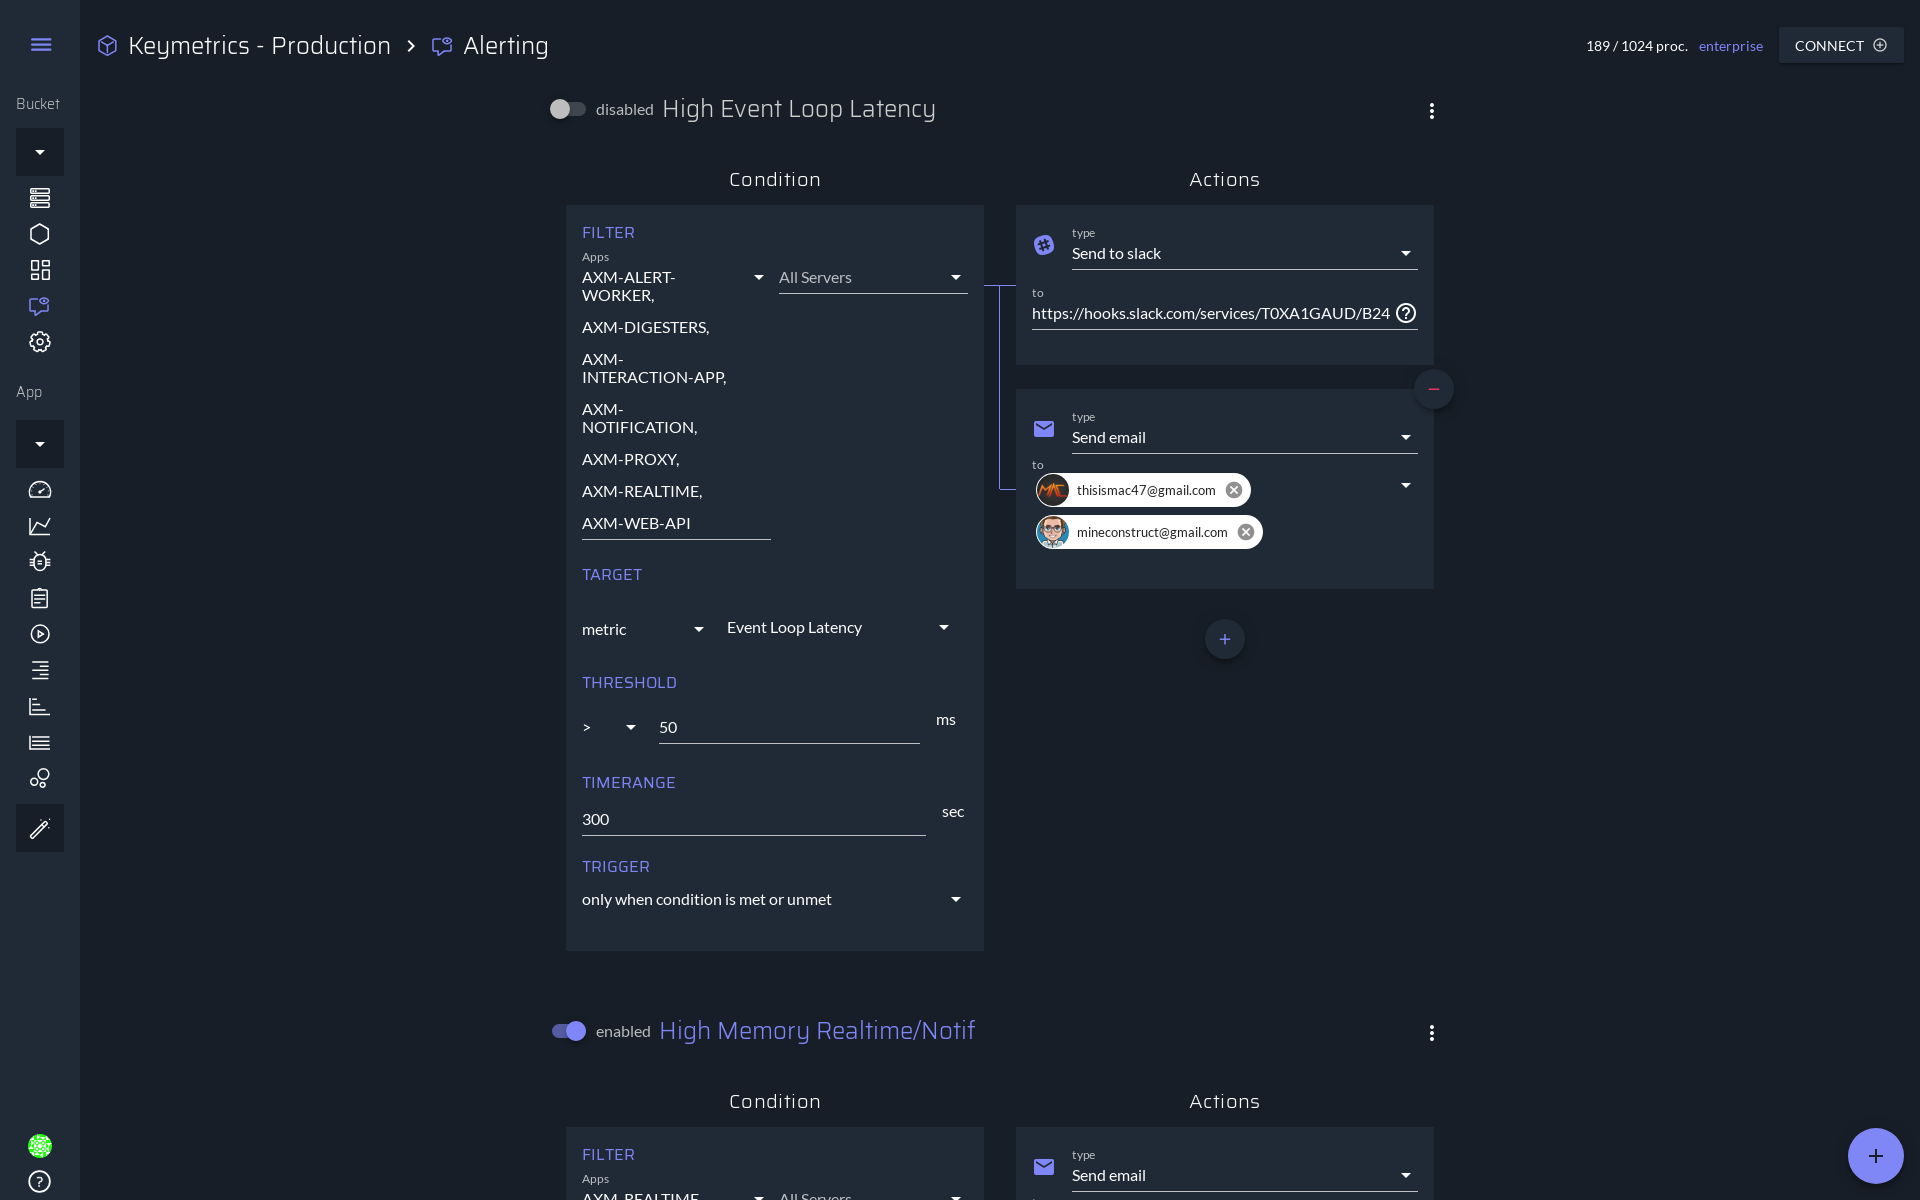 Keymetrics - Production
Alerting
189 / 1024 proc.
enterprise
CONNECT
Bucket
App
disabled
High Event Loop Latency
Condition
Actions
FILTER
Apps
AXM-ALERT-
WORKER,
All Servers
AXM-DIGESTERS,
AXM-
INTERACTION-APP,
AXM-
NOTIFICATION,
AXM-PROXY,
AXM-REALTIME,
AXM-WEB-API
TARGET
metric
Event Loop Latency
THRESHOLD
>
50
ms
TIMERANGE
300
sec
TRIGGER
only when condition is met or unmet
type
Send to slack
to
https://hooks.slack.com/services/T0XA1GAUD/B24
type
Send email
to
thisismac47@gmail.com
mineconstruct@gmail.com
enabled
High Memory Realtime/Notif
Condition
Actions
FILTER
Apps
AXM-REALTIME
All Servers
type
Send email